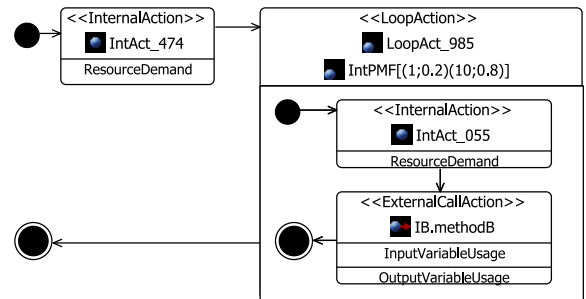 <<InternalAction>>
IntAct_474
ResourceDemand
<<LoopAction>>
LoopAct_985
IntPMF[(1;0.2)(10;0.8)]
<<InternalAction>>
IntAct_055
ResourceDemand
<<ExternalCallAction>>
IB.methodB
InputVariableUsage
OutputVariableUsage